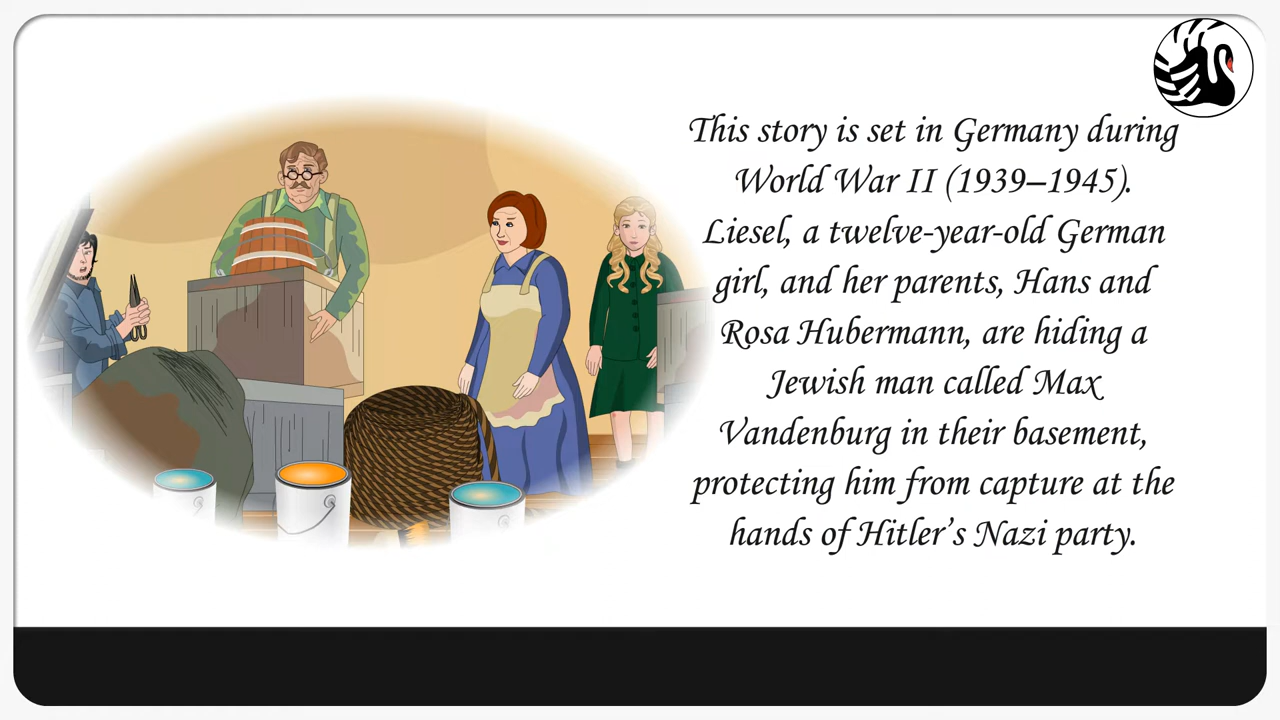 This story is set in Germany during
World War II (1939–1945).
Liesel, a twelve-year-old German
girl, and her parents, Hans and
Rosa Hubermann, are hiding a
Jewish man called Max
Vandenburg in their basement,
protecting him from capture at the
hands of Hitler’s Nazi party.